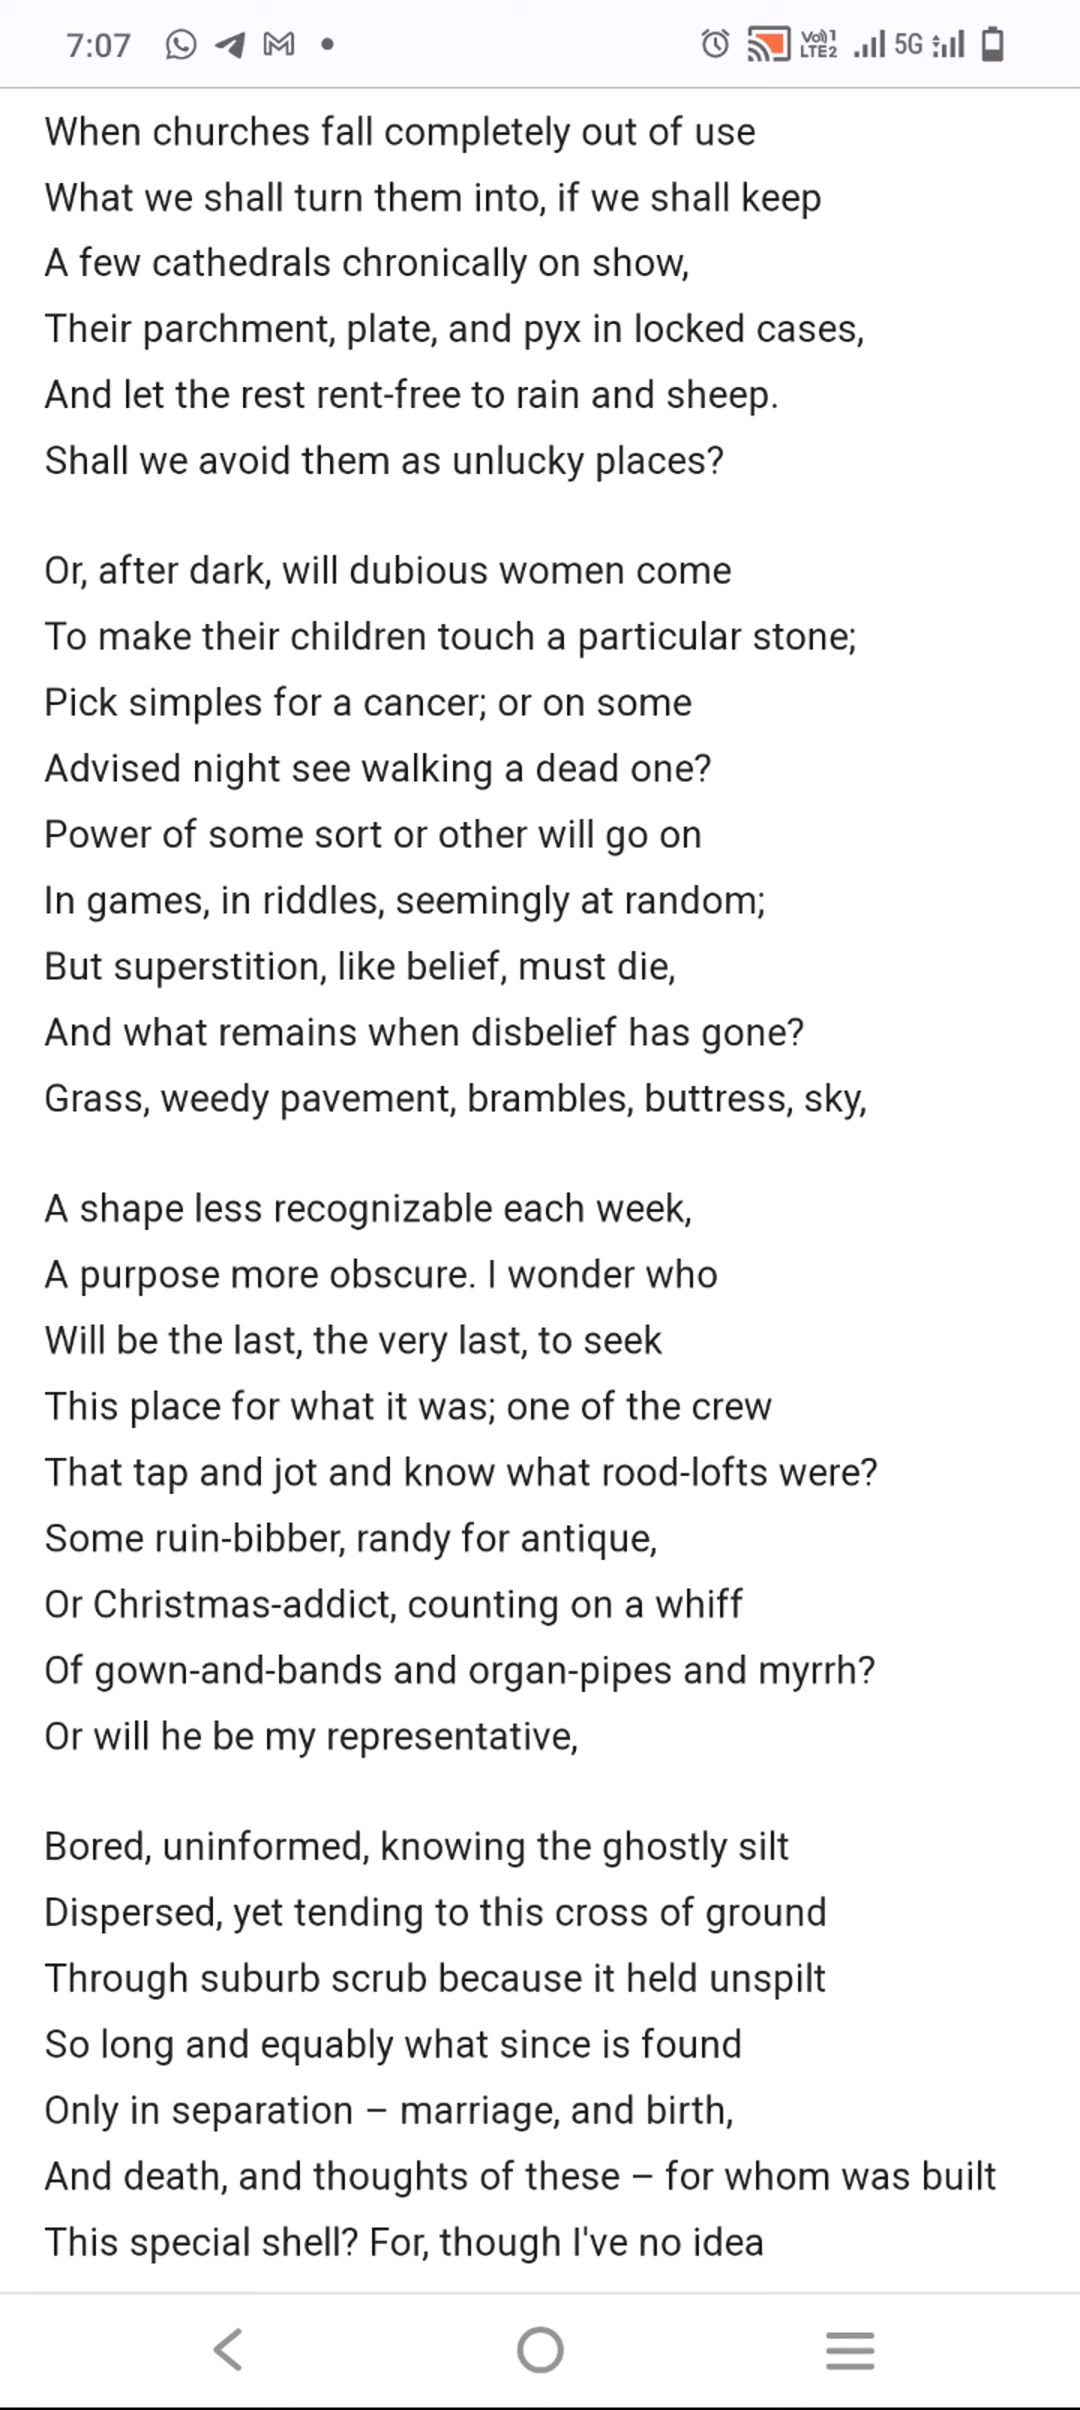 7:07
Vo)) 1
LTE2
5G
When churches fall completely out of use
What we shall turn them into, if we shall keep
A few cathedrals chronically on show,
Their parchment, plate, and pyx in locked cases,
And let the rest rent-free to rain and sheep.
Shall we avoid them as unlucky places?
Or, after dark, will dubious women come
To make their children touch a particular stone;
Pick simples for a cancer; or on some
Advised night see walking a dead one?
Power of some sort or other will go on
In games, in riddles, seemingly at random;
But superstition, like belief, must die,
And what remains when disbelief has gone?
Grass, weedy pavement, brambles, buttress, sky,
A shape less recognizable each week,
A purpose more obscure. I wonder who
Will be the last, the very last, to seek
This place for what it was; one of the crew
That tap and jot and know what rood-lofts were?
Some ruin-bibber, randy for antique,
Or Christmas-addict, counting on a whiff
Of gown-and-bands and organ-pipes and myrrh?
Or will he be my representative,
Bored, uninformed, knowing the ghostly silt
Dispersed, yet tending to this cross of ground
Through suburb scrub because it held unspilt
So long and equably what since is found
Only in separation – marriage, and birth,
And death, and thoughts of these – for whom was built
This special shell? For, though I've no idea